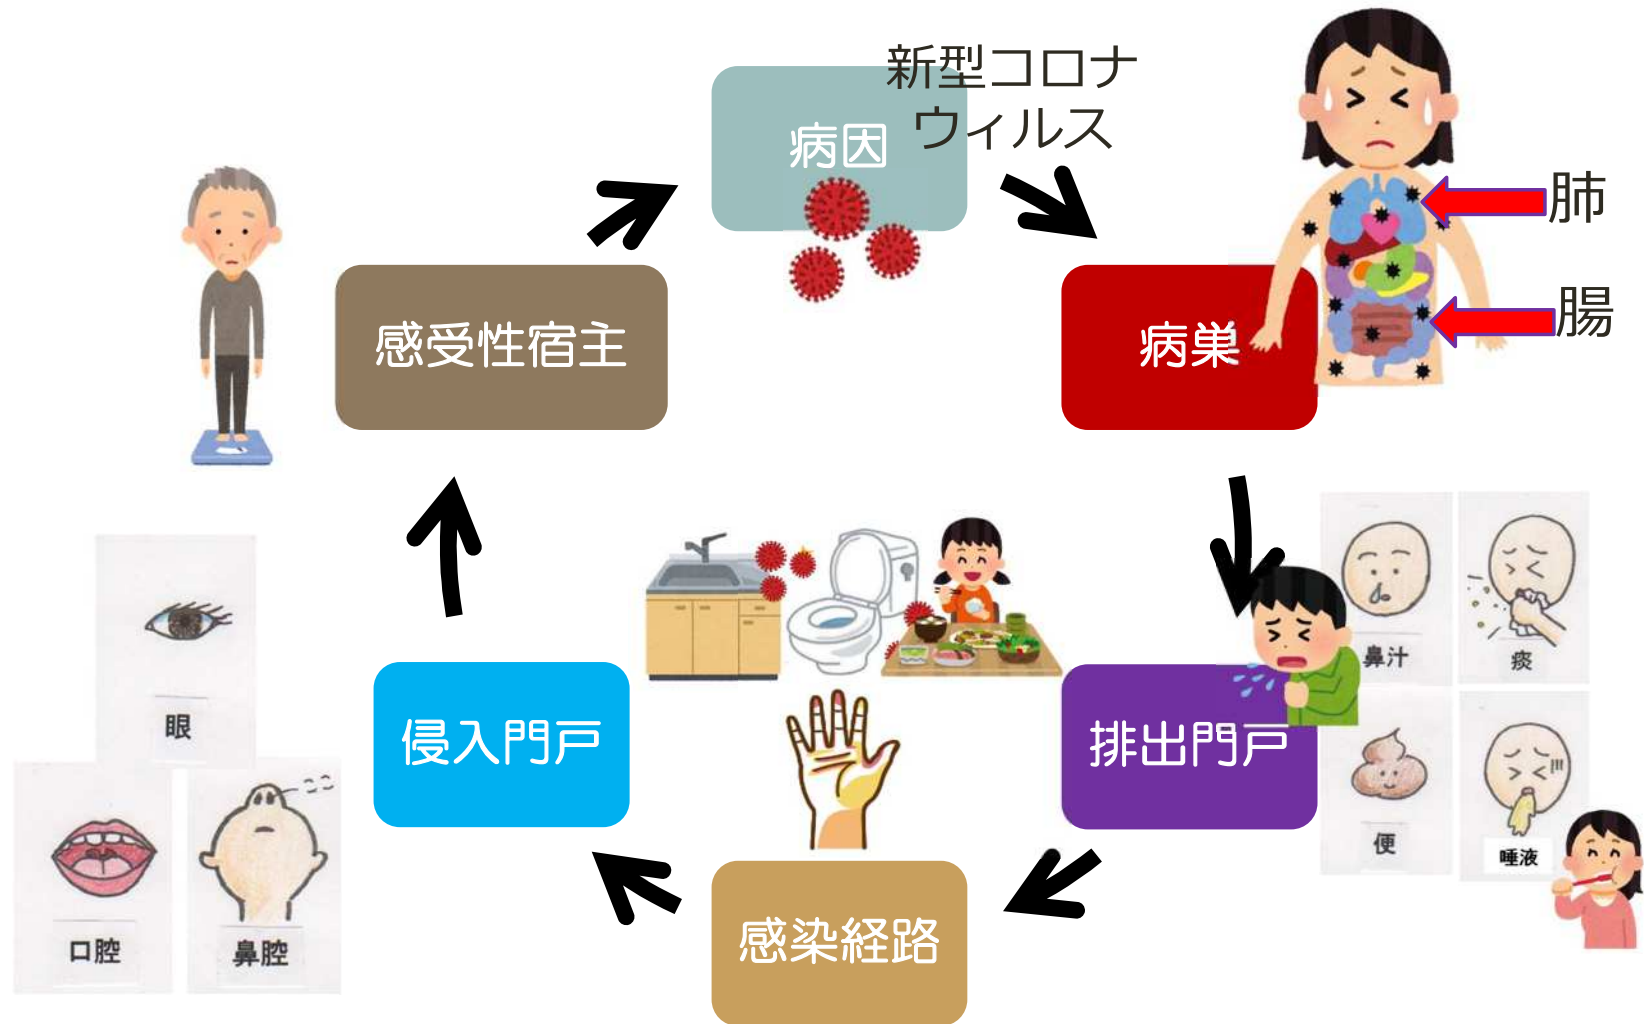 新型コロナ
ウィルス
病因
肺
腸
病巣
感受性宿主
鼻汁
痰
排出門戸
便
唾液
感染経路
侵入門戸
眼
口腔
鼻腔